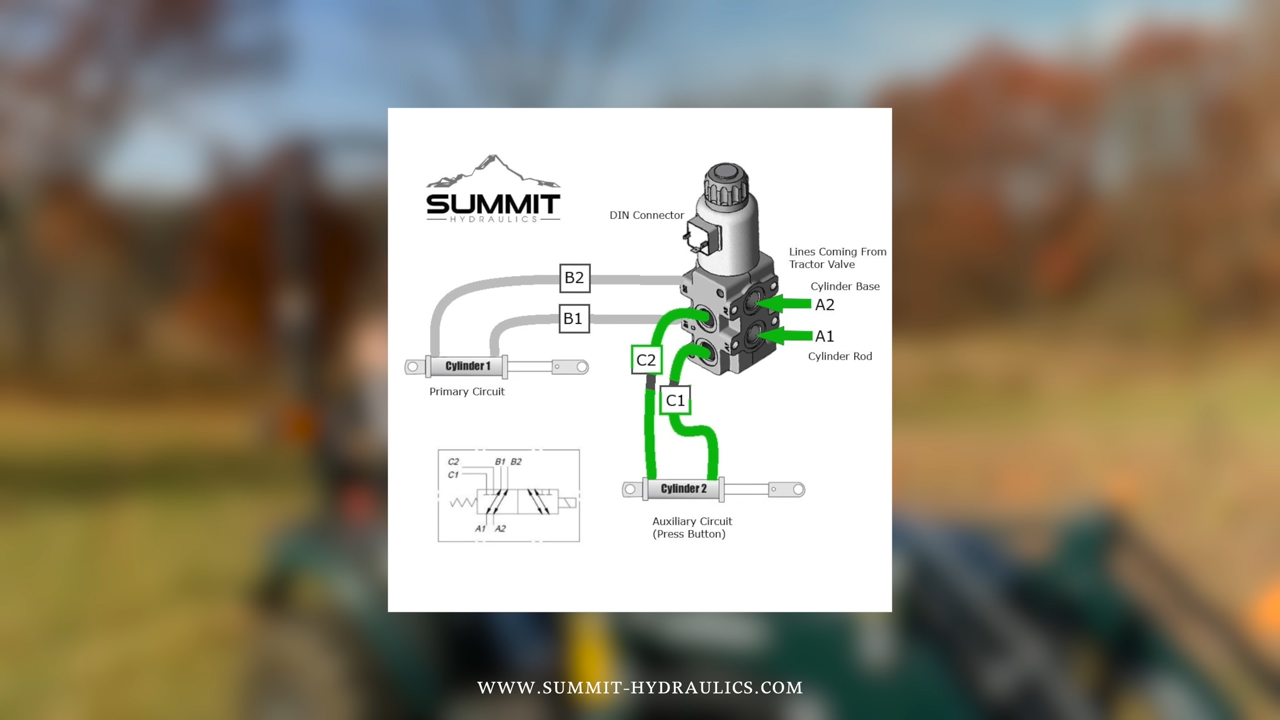 SUMMIT
HYDRAULICS
DIN Connector
Lines Coming From
Tractor Valve
Cylinder Base
A2
A1
Cylinder Rod
B2
B1
C2
C1
Cylinder 1
Primary Circuit
C2 B1 B2
C1
A1 A2
Cylinder 2
Auxiliary Circuit
(Press Button)
WWW.SUMMIT-HYDRAULICS.COM